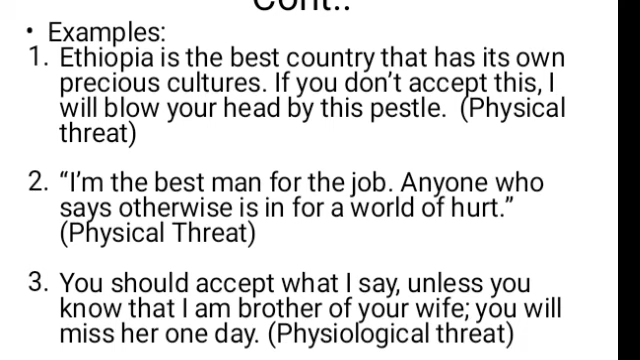 Cont..
• Examples:
1. Ethiopia is the best country that has its own
precious cultures. If you don’t accept this, I
will blow your head by this pestle. (Physical
threat)
2. “I’m the best man for the job. Anyone who
says otherwise is in for a world of hurt.”
(Physical Threat)
3. You should accept what I say, unless you
know that I am brother of your wife; you will
miss her one day. (Physiological threat)